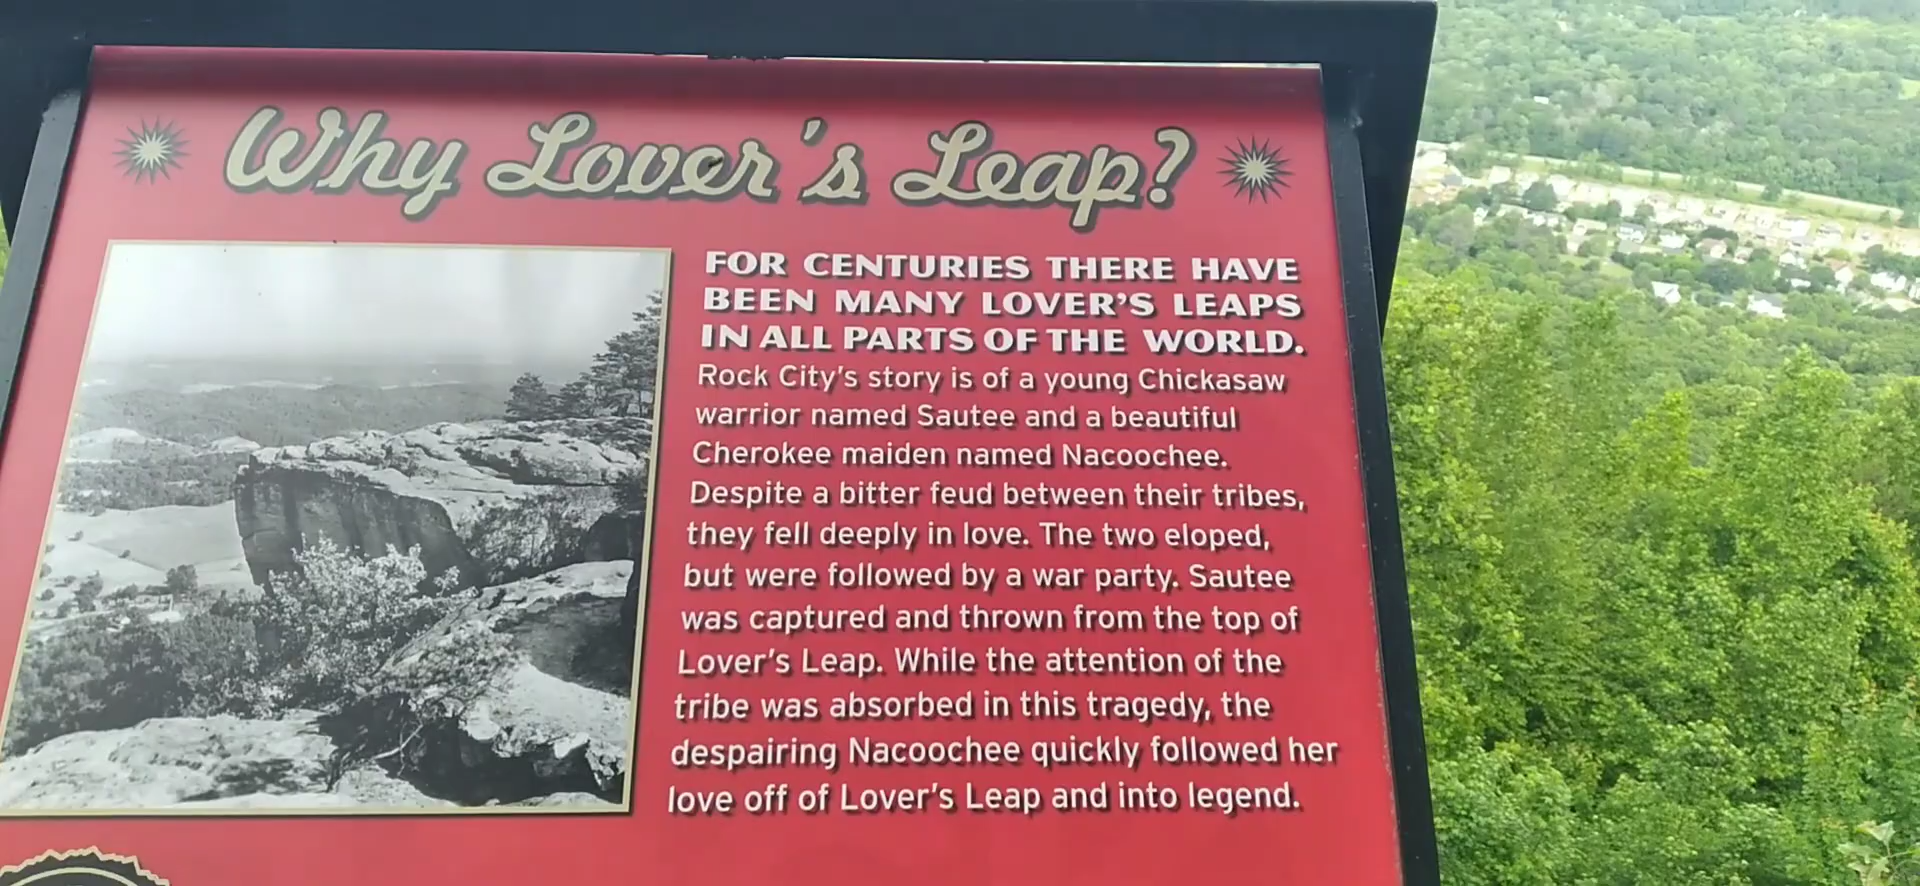 Why Lover's Leap?
FOR CENTURIES THERE HAVE
BEEN MANY LOVER'S LEAPS
IN ALL PARTS OF THE WORLD.
Rock City's story is of a young Chickasaw
warrior named Sautee and a beautiful
Cherokee maiden named Nacoochee.
Despite a bitter feud between their tribes,
they fell deeply in love. The two eloped,
but were followed by a war party. Sautee
was captured and thrown from the top of
Lover's Leap. While the attention of the
tribe was absorbed in this tragedy, the
despairing Nacoochee quickly followed her
love off of Lover's Leap and into legend.